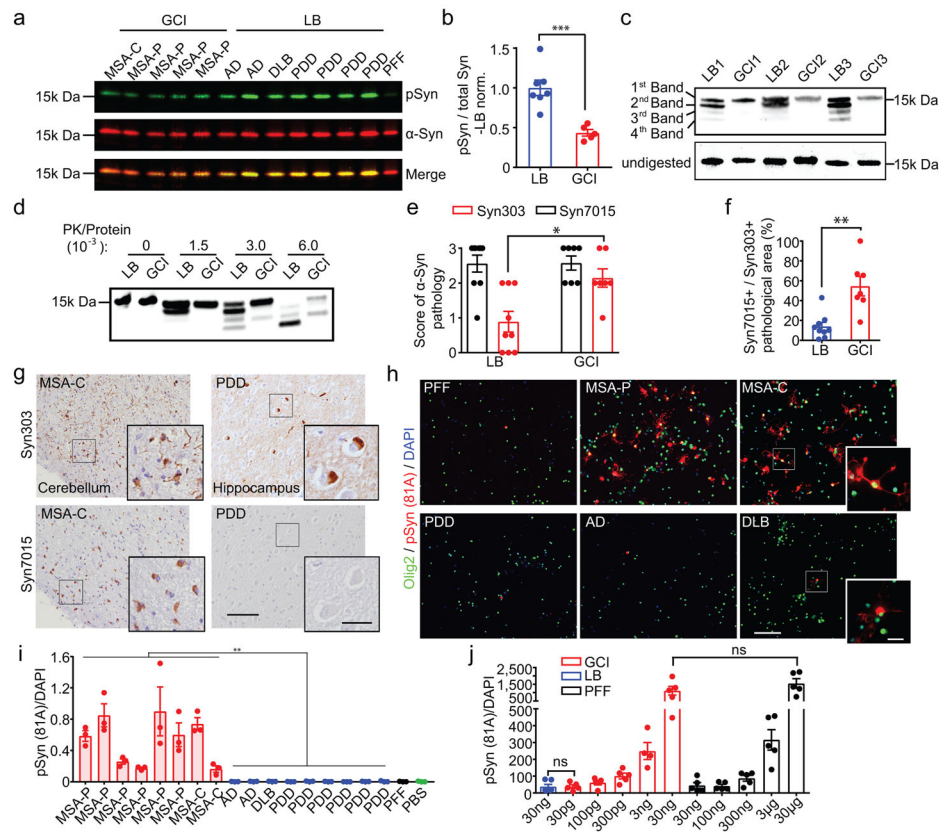 a
GCI
LB
MSA-C
MSA-P
MSA-P
MSA-P
MSA-P
AD
AD
DLB
PDD
PDD
PDD
PDD
PFF
15k Da
pSyn
15k Da
α-Syn
15k Da
Merge
b
pSyn / total Syn
-LB norm.
2.0
1.5
1.0
0.5
0
***
LB
GCI
c
LB1
GCI1
LB2
GCI2
LB3
GCI3
1st Band
2nd Band
3rd Band
4th Band
15k Da
undigested
15k Da
d
PK/Protein
(10-3) :
0
1.5
3.0
6.0
LB
GCI
LB
GCI
LB
GCI
LB
GCI
15k Da
e
Syn303
Syn7015
Score of α-Syn
pathology
3
2
1
0
*
LB
GCI
f
Syn7015+ / Syn303+
pathological area (%)
100
80
60
40
20
0
**
LB
GCI
g
MSA-C
PDD
Syn303
Cerebellum
Hippocampus
MSA-C
PDD
Syn7015
h
Olig2 / pSyn (81A) / DAPI
PFF
MSA-P
MSA-C
PDD
AD
DLB
i
pSyn (81A)/DAPI
1.6
1.2
0.8
0.4
0
**
MSA-P
MSA-P
MSA-P
MSA-P
MSA-P
MSA-P
MSA-C
MSA-C
AD
AD
DLB
PDD
PDD
PDD
PDD
PDD
PFF
PBS
j
pSyn (81A)/DAPI
GCI
LB
PFF
2,500
1,500
500
400
300
200
100
0
ns
ns
30ng
30pg
100pg
300pg
3ng
30ng
30ng
100ng
300ng
3µg
30µg